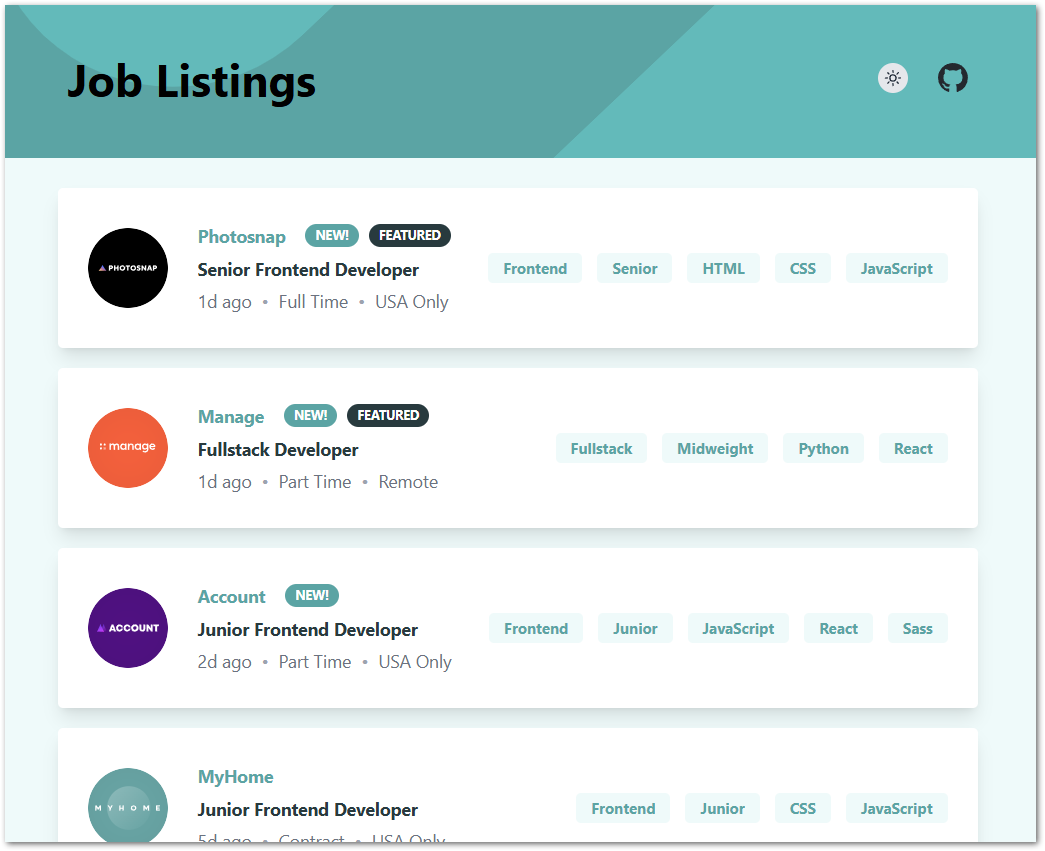 Job Listings
PHOTOSNAP
Photosnap NEW! FEATURED
Senior Frontend Developer
1d ago • Full Time • USA Only
Frontend Senior HTML CSS JavaScript
manage
Manage NEW! FEATURED
Fullstack Developer
1d ago • Part Time • Remote
Fullstack Midweight Python React
ACCOUNT
Account NEW!
Junior Frontend Developer
2d ago • Part Time • USA Only
Frontend Junior JavaScript React Sass
MYHOME
MyHome
Junior Frontend Developer
5d ago • Contract • USA Only
Frontend Junior CSS JavaScript